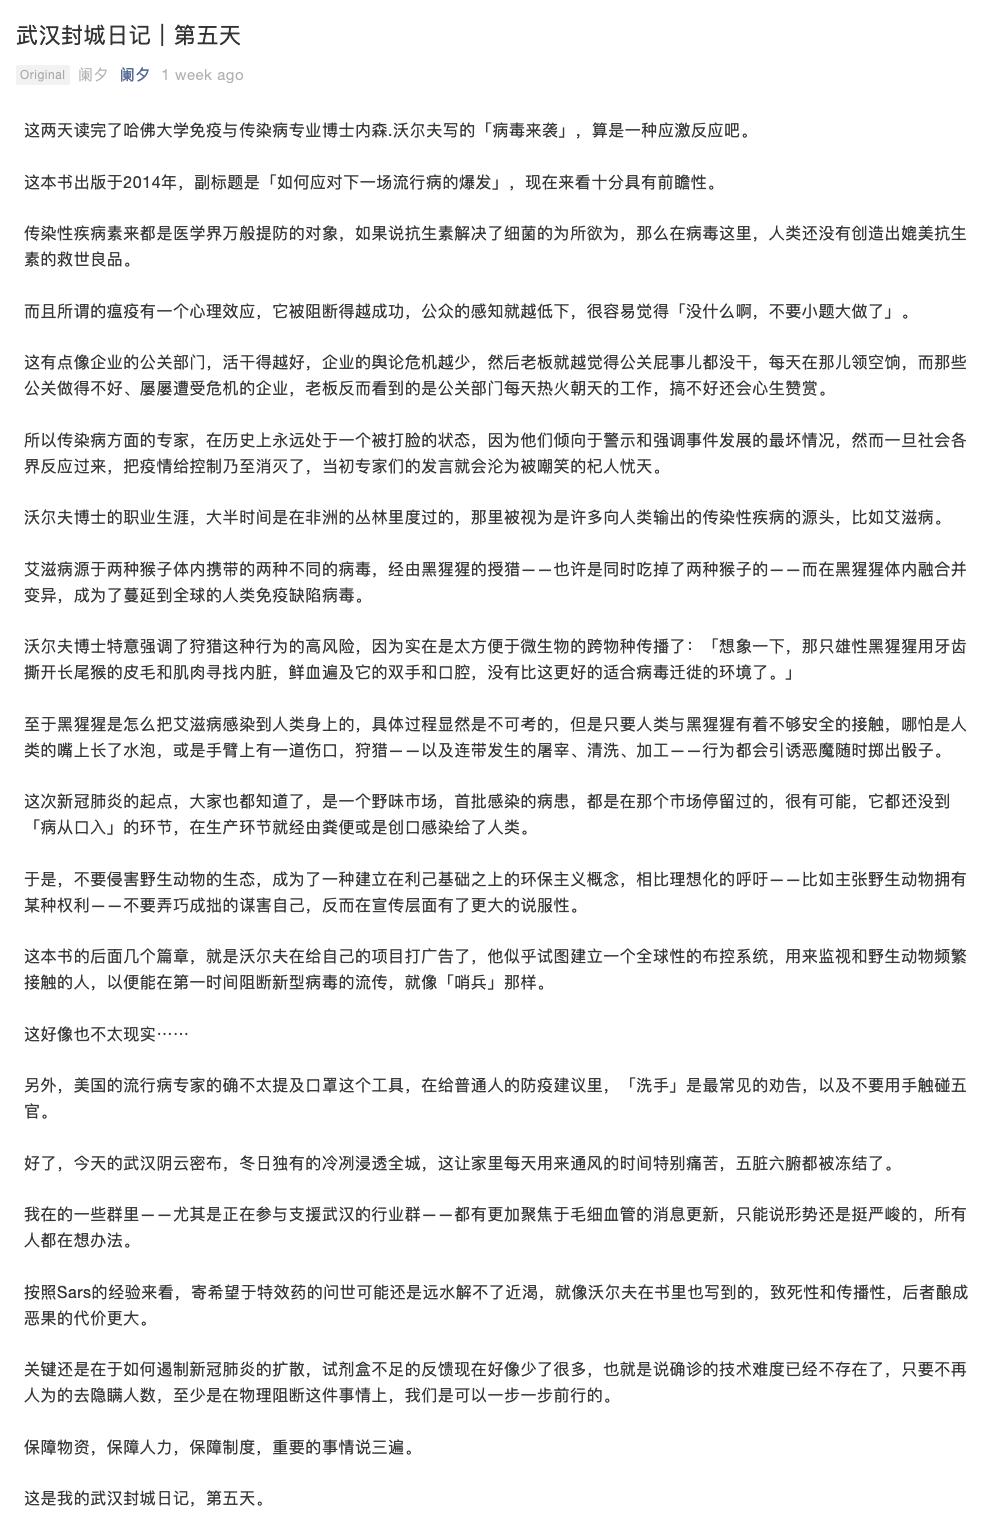 武汉封城日记｜第五天
Original 阑夕 阑夕 1 week ago
这两天读完了哈佛大学免疫与传染病专业博士内森.沃尔夫写的「病毒来袭」，算是一种应激反应吧。
这本书出版于2014年，副标题是「如何应对下一场流行病的爆发」，现在来看十分具有前瞻性。
传染性疾病素来都是医学界万般提防的对象，如果说抗生素解决了细菌的为所欲为，那么在病毒这里，人类还没有创造出媲美抗生
素的救世良品。
而且所谓的瘟疫有一个心理效应，它被阻断得越成功，公众的感知就越低下，很容易觉得「没什么啊，不要小题大做了」。
这有点像企业的公关部门，活干得越好，企业的舆论危机越少，然后老板就越觉得公关屁事儿都没干，每天在那儿领空饷，而那些
公关做得不好、屡屡遭受危机的企业，老板反而看到的是公关部门每天热火朝天的工作，搞不好还会心生赞赏。
所以传染病方面的专家，在历史上永远处于一个被打脸的状态，因为他们倾向于警示和强调事件发展的最坏情况，然而一旦社会各
界反应过来，把疫情给控制乃至消灭了，当初专家们的发言就会沦为被嘲笑的杞人忧天。
沃尔夫博士的职业生涯，大半时间是在非洲的丛林里度过的，那里被视为是许多向人类输出的传染性疾病的源头，比如艾滋病。
艾滋病源于两种猴子体内携带的两种不同的病毒，经由黑猩猩的授猎——也许是同时吃掉了两种猴子的——而在黑猩猩体内融合并
变异，成为了蔓延到全球的人类免疫缺陷病毒。
沃尔夫博士特意强调了狩猎这种行为的高风险，因为实在是太方便于微生物的跨物种传播了：「想象一下，那只雄性黑猩猩用牙齿
撕开长尾猴的皮毛和肌肉寻找内脏，鲜血遍及它的双手和口腔，没有比这更好的适合病毒迁徙的环境了。」
至于黑猩猩是怎么把艾滋病感染到人类身上的，具体过程显然是不可考的，但是只要人类与黑猩猩有着不够安全的接触，哪怕是人
类的嘴上长了水泡，或是手臂上有一道伤口，狩猎——以及连带发生的屠宰、清洗、加工——行为都会引诱恶魔随时掷出骰子。
这次新冠肺炎的起点，大家也都知道了，是一个野味市场，首批感染的病患，都是在那个市场停留过的，很有可能，它都还没到
「病从口入」的环节，在生产环节就经由粪便或是创口感染给了人类。
于是，不要侵害野生动物的生态，成为了一种建立在利己基础之上的环保主义概念，相比理想化的呼吁——比如主张野生动物拥有
某种权利——不要弄巧成拙的谋害自己，反而在宣传层面有了更大的说服性。
这本书的后面几个篇章，就是沃尔夫在给自己的项目打广告了，他似乎试图建立一个全球性的布控系统，用来监视和野生动物频繁
接触的人，以便能在第一时间阻断新型病毒的流传，就像「哨兵」那样。
这好像也不太现实……
另外，美国的流行病专家的确不太提及口罩这个工具，在给普通人的防疫建议里，「洗手」是最常见的劝告，以及不要用手触碰五
官。
好了，今天的武汉阴云密布，冬日独有的冷冽浸透全城，这让家里每天用来通风的时间特别痛苦，五脏六腑都被冻结了。
我在的一些群里——尤其是正在参与支援武汉的行业群——都有更加聚焦于毛细血管的消息更新，只能说形势还是挺严峻的，所有
人都在想办法。
按照Sars的经验来看，寄希望于特效药的问世可能还是远水解不了近渴，就像沃尔夫在书里也写到的，致死性和传播性，后者酿成
恶果的代价更大。
关键还是在于如何遏制新冠肺炎的扩散，试剂盒不足的反馈现在好像少了很多，也就是说确诊的技术难度已经不存在了，只要不再
人为的去隐瞒人数，至少是在物理阻断这件事情上，我们是可以一步一步前行的。
保障物资，保障人力，保障制度，重要的事情说三遍。
这是我的武汉封城日记，第五天。